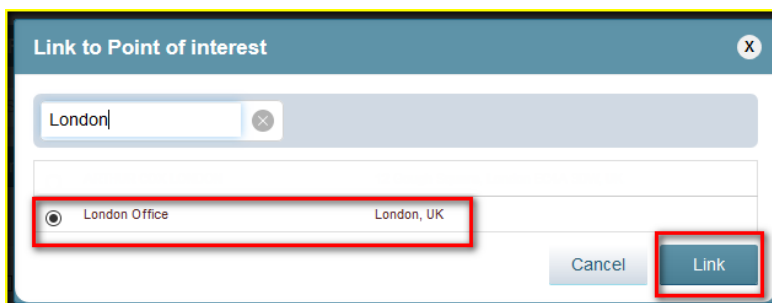 Link to Point of interest X
London
London Office London, UK
Cancel Link